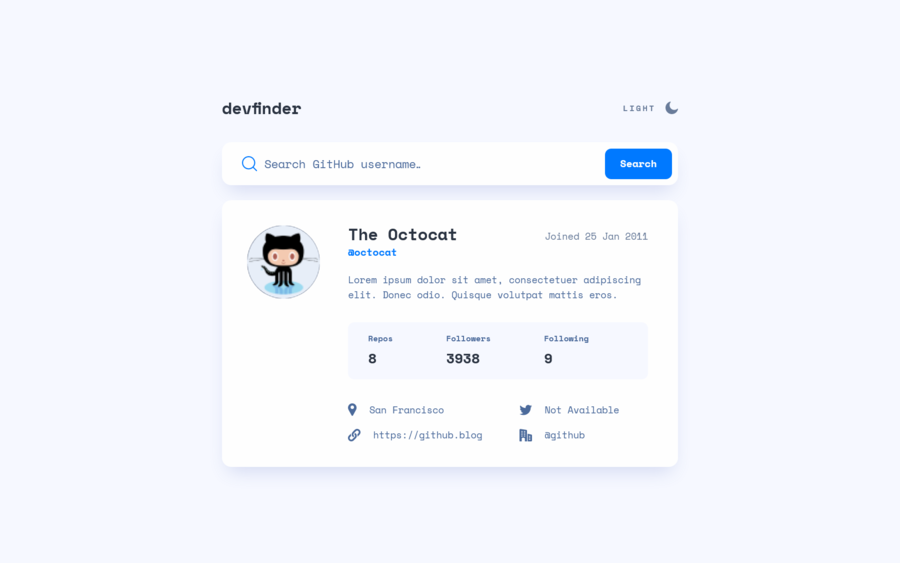 devfinder
LIGHT
Search GitHub username…
Search
The Octocat
Joined 25 Jan 2011
@octocat
Lorem ipsum dolor sit amet, consectetuer adipiscing
elit. Donec odio. Quisque volutpat mattis eros.
Repos
Followers
Following
8
3938
9
San Francisco
Not Available
https://github.blog
@github